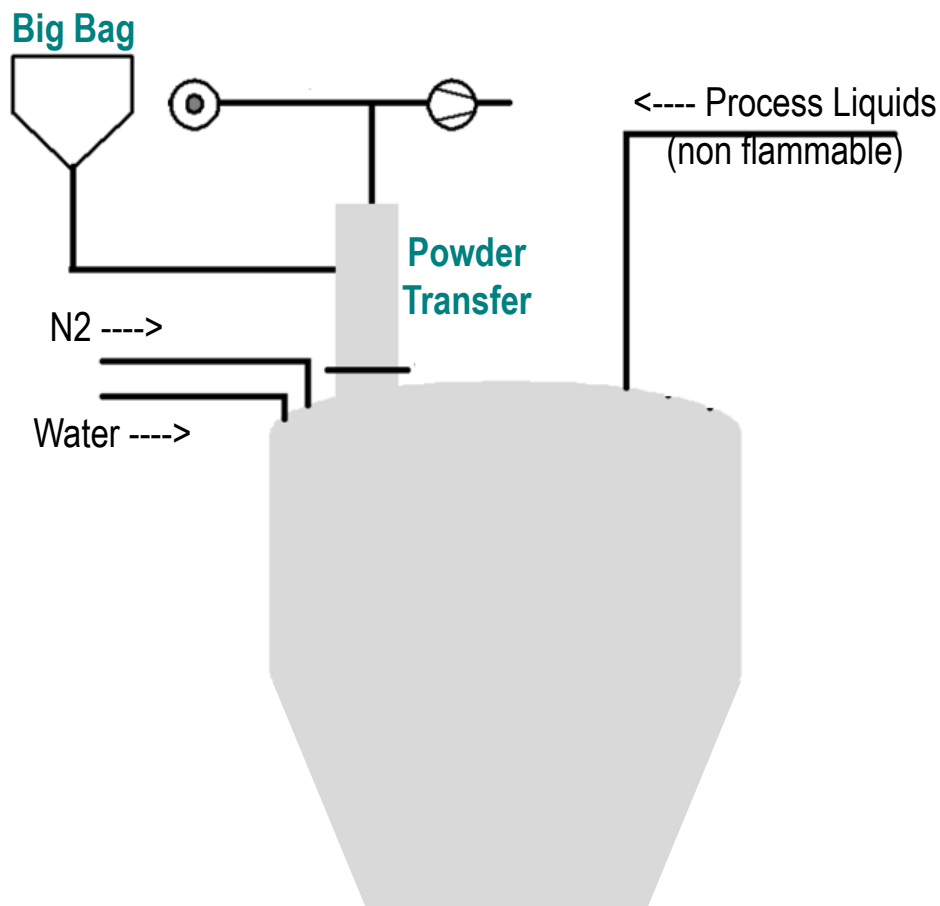 Big Bag
<---- Process Liquids
(non flammable)
Powder
Transfer
N2 ---->
Water ---->